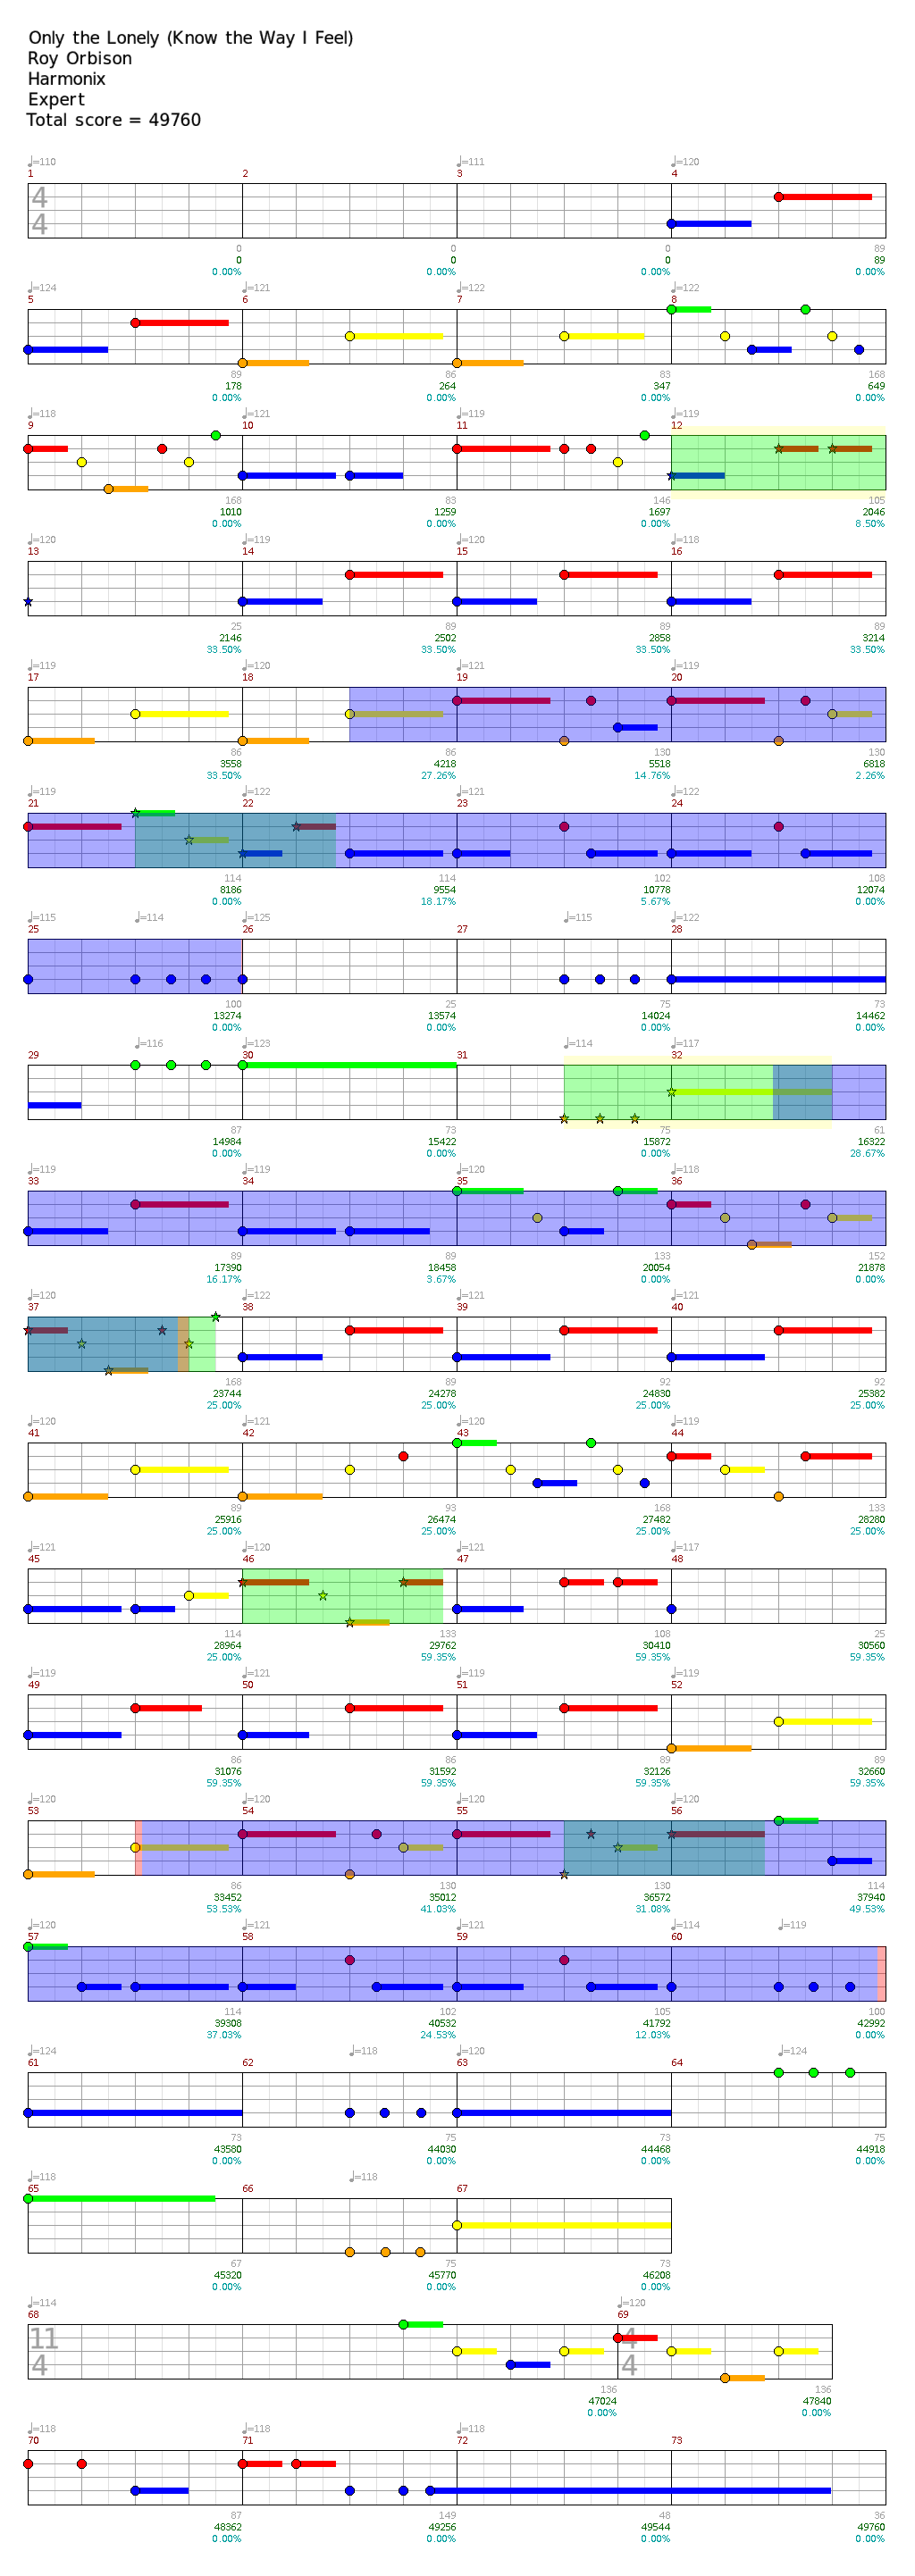 Only the Lonely (Know the Way I Feel)
Roy Orbison
Harmonix
Expert
Total score = 49760
♩=110 ♩=111 ♩=120
1 2 3 4
4
4
0 0 0 89
0 0 0 89
0.00% 0.00% 0.00% 0.00%
♩=124 ♩=121 ♩=122 ♩=122
5 6 7 8
89 86 83 168
178 264 347 649
0.00% 0.00% 0.00% 0.00%
♩=118 ♩=121 ♩=119 ♩=119
9 10 11 12
168 83 146 105
1010 1259 1697 2046
0.00% 0.00% 0.00% 8.50%
♩=120 ♩=119 ♩=120 ♩=118
13 14 15 16
25 89 89 89
2146 2502 2858 3214
33.50% 33.50% 33.50% 33.50%
♩=119 ♩=120 ♩=121 ♩=119
17 18 19 20
86 86 130 130
3558 4218 5518 6818
33.50% 27.26% 14.76% 2.26%
♩=119 ♩=122 ♩=121 ♩=122
21 22 23 24
114 114 102 108
8186 9554 10778 12074
0.00% 18.17% 5.67% 0.00%
♩=115 ♩=114 ♩=125 ♩=115 ♩=122
25 26 27 28
100 25 75 73
13274 13574 14024 14462
0.00% 0.00% 0.00% 0.00%
♩=116 ♩=123 ♩=114 ♩=117
29 30 31 32
87 73 75 61
14984 15422 15872 16322
0.00% 0.00% 0.00% 28.67%
♩=119 ♩=119 ♩=120 ♩=118
33 34 35 36
89 89 133 152
17390 18458 20054 21878
16.17% 3.67% 0.00% 0.00%
♩=120 ♩=122 ♩=121 ♩=121
37 38 39 40
168 89 92 92
23744 24278 24830 25382
25.00% 25.00% 25.00% 25.00%
♩=120 ♩=121 ♩=120 ♩=119
41 42 43 44
89 93 168 133
25916 26474 27482 28280
25.00% 25.00% 25.00% 25.00%
♩=121 ♩=120 ♩=121 ♩=117
45 46 47 48
114 133 108 25
28964 29762 30410 30560
25.00% 59.35% 59.35% 59.35%
♩=119 ♩=121 ♩=119 ♩=119
49 50 51 52
86 86 89 89
31076 31592 32126 32660
59.35% 59.35% 59.35% 59.35%
♩=120 ♩=120 ♩=120 ♩=120
53 54 55 56
86 130 130 114
33452 35012 36572 37940
53.53% 41.03% 31.08% 49.53%
♩=120 ♩=121 ♩=121 ♩=114 ♩=119
57 58 59 60
114 102 105 100
39308 40532 41792 42992
37.03% 24.53% 12.03% 0.00%
♩=124 ♩=118 ♩=120 ♩=124
61 62 63 64
73 75 73 75
43580 44030 44468 44918
0.00% 0.00% 0.00% 0.00%
♩=118 ♩=118
65 66 67
67 75 73
45320 45770 46208
0.00% 0.00% 0.00%
♩=114 ♩=120
68 69
11 4
4 4
136 136
47024 47840
0.00% 0.00%
♩=118 ♩=118 ♩=118
70 71 72 73
87 149 48 36
48362 49256 49544 49760
0.00% 0.00% 0.00% 0.00%